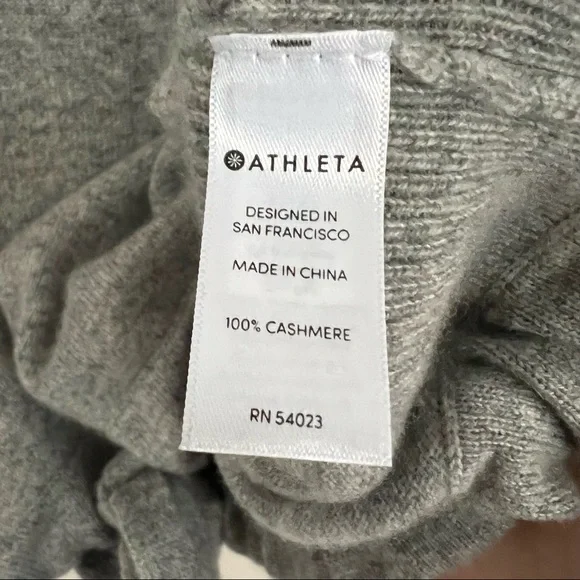 ATHLETA
DESIGNED IN
SAN FRANCISCO
MADE IN CHINA
100% CASHMERE
RN 54023